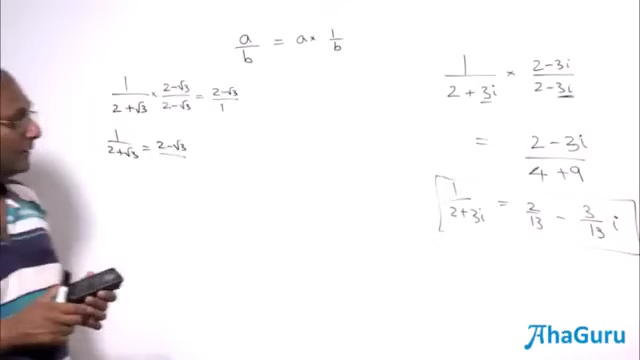 a/b = a × 1/b
1/(2 + √3) × (2 - √3)/(2 - √3) = (2 - √3)/1
1/(2 + √3) = 2 - √3
1/(2 + 3i) × (2 - 3i)/(2 - 3i)
= (2 - 3i)/(4 + 9)
1/(2 + 3i) = 2/13 - 3/13 i
AhaGuru